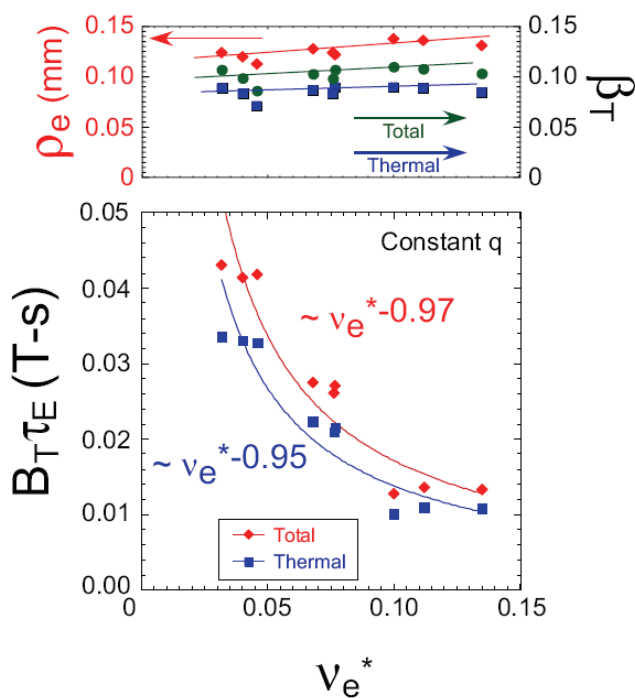 0.15 0.15
0.10 0.10
0.05 0.05
0 0
ρe (mm)
βT
Total
Thermal
0.05
0.04
0.03
0.02
0.01
0.00
BTτE (T-s)
Constant q
~ νe*-0.97
~ νe*-0.95
Total
Thermal
0 0.05 0.10 0.15
νe*